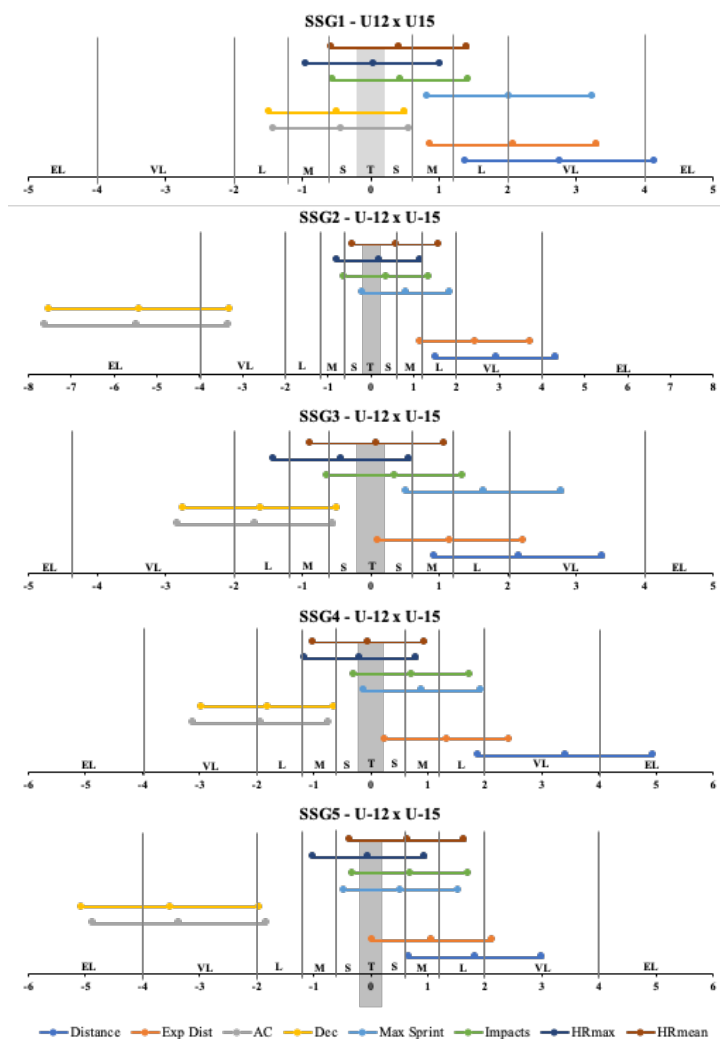 SSG1 - U12 x U15
EL VL L M S T S M L VL EL
-5 -4 -3 -2 -1 0 1 2 3 4 5
SSG2 - U-12 x U-15
EL VL L M S T S M L VL EL
-8 -7 -6 -5 -4 -3 -2 -1 0 1 2 3 4 5 6 7 8
SSG3 - U-12 x U-15
EL VL L M S T S M L VL EL
-5 -4 -3 -2 -1 0 1 2 3 4 5
SSG4 - U-12 x U-15
EL VL L M S T S M L VL EL
-6 -5 -4 -3 -2 -1 0 1 2 3 4 5 6
SSG5 - U-12 x U-15
EL VL L M S T S M L VL EL
-6 -5 -4 -3 -2 -1 0 1 2 3 4 5 6
Distance Exp Dist AC Dec Max Sprint Impacts HRmax HRmean